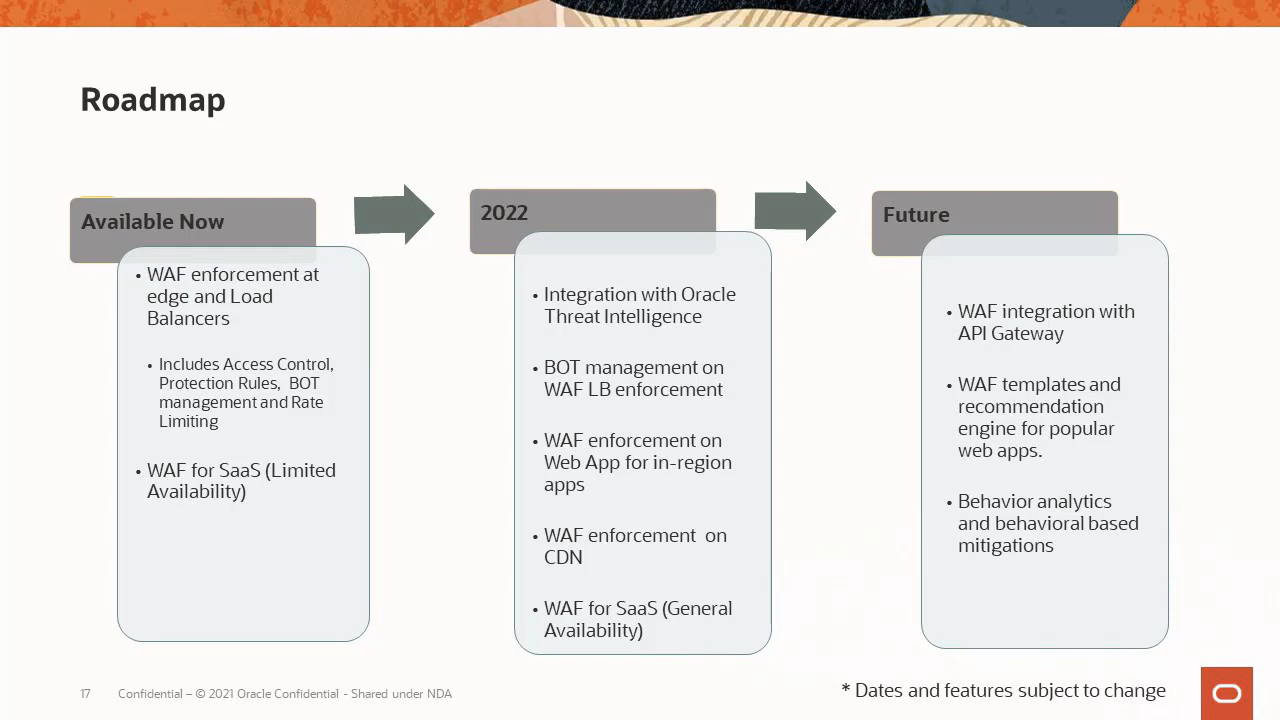 Roadmap
Available Now
• WAF enforcement at
edge and Load
Balancers
• Includes Access Control,
Protection Rules, BOT
management and Rate
Limiting
• WAF for SaaS (Limited
Availability)
2022
• Integration with Oracle
Threat Intelligence
• BOT management on
WAF LB enforcement
• WAF enforcement on
Web App for in-region
apps
• WAF enforcement on
CDN
• WAF for SaaS (General
Availability)
Future
• WAF integration with
API Gateway
• WAF templates and
recommendation
engine for popular
web apps.
• Behavior analytics
and behavioral based
mitigations
17 Confidential – © 2021 Oracle Confidential - Shared under NDA
* Dates and features subject to change